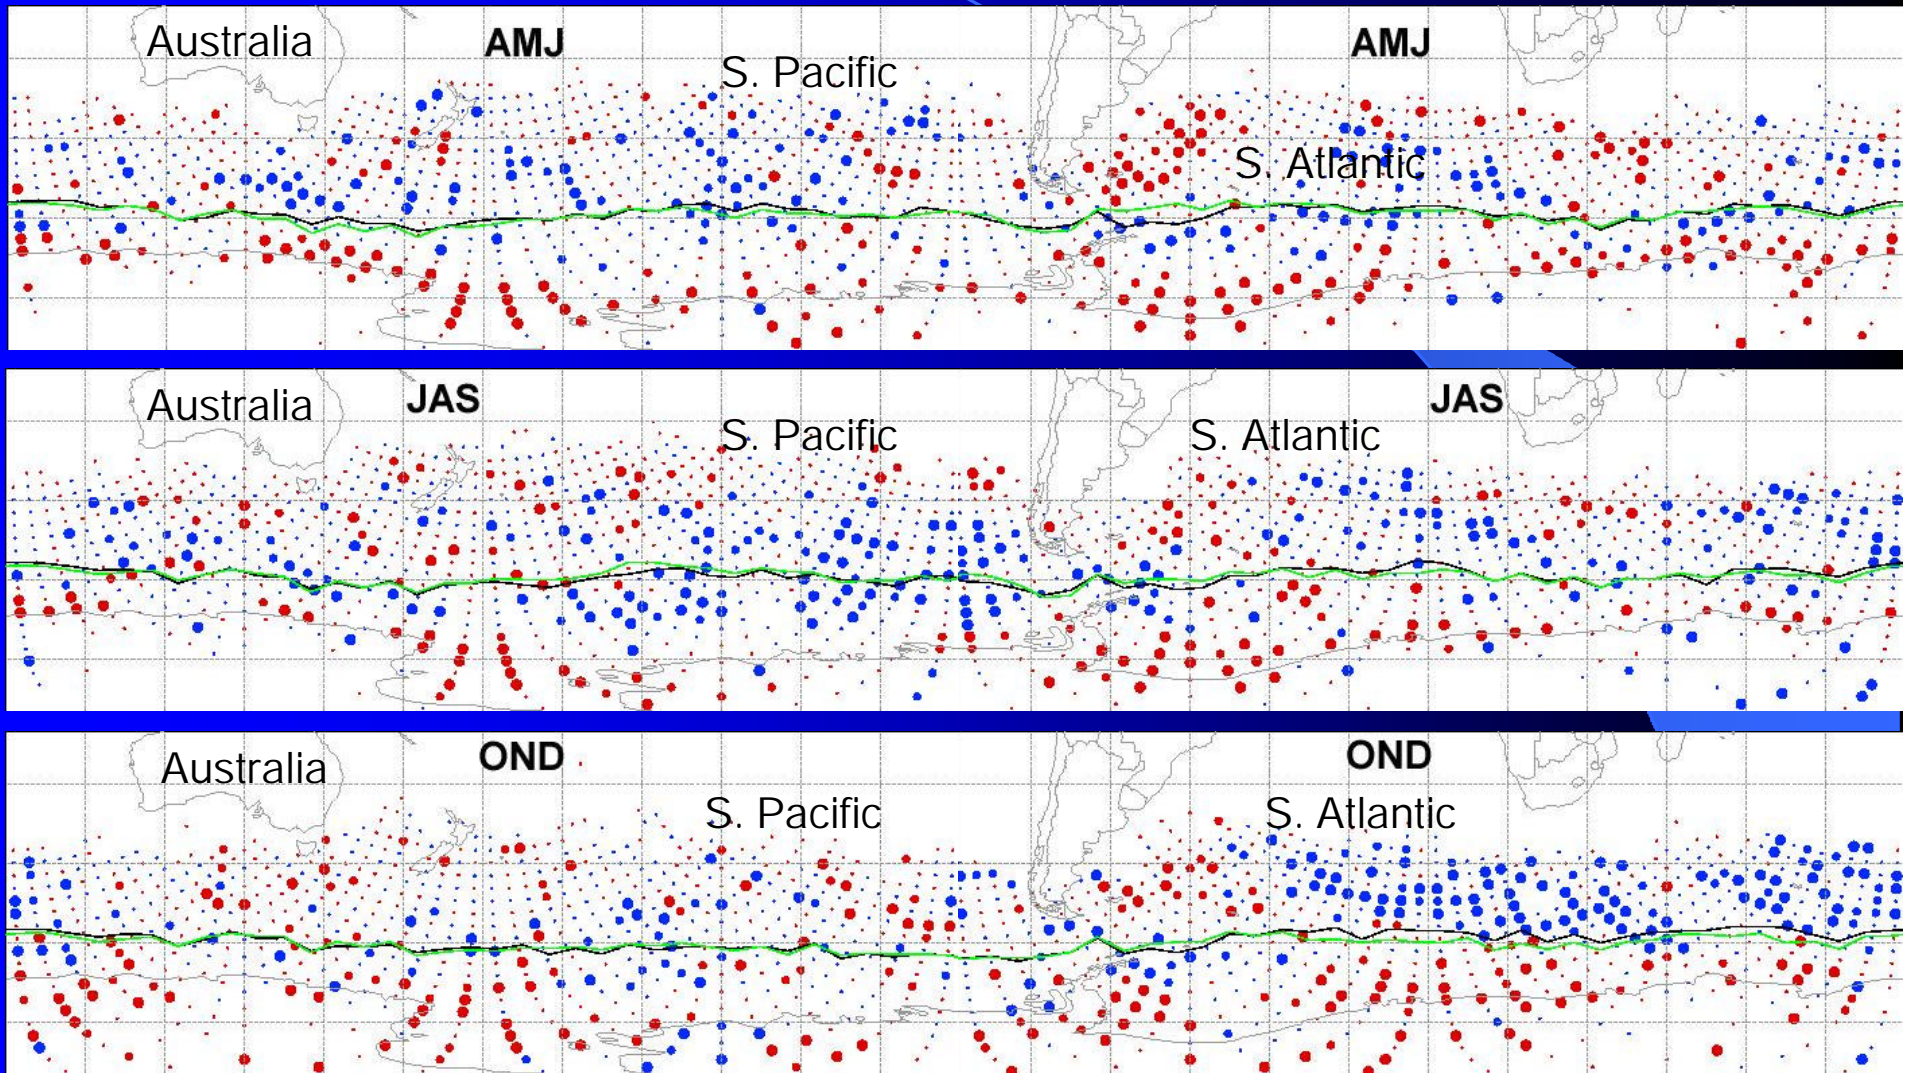 Australia AMJ AMJ
S. Pacific
S. Atlantic
Australia JAS JAS
S. Pacific S. Atlantic
Australia OND OND
S. Pacific S. Atlantic